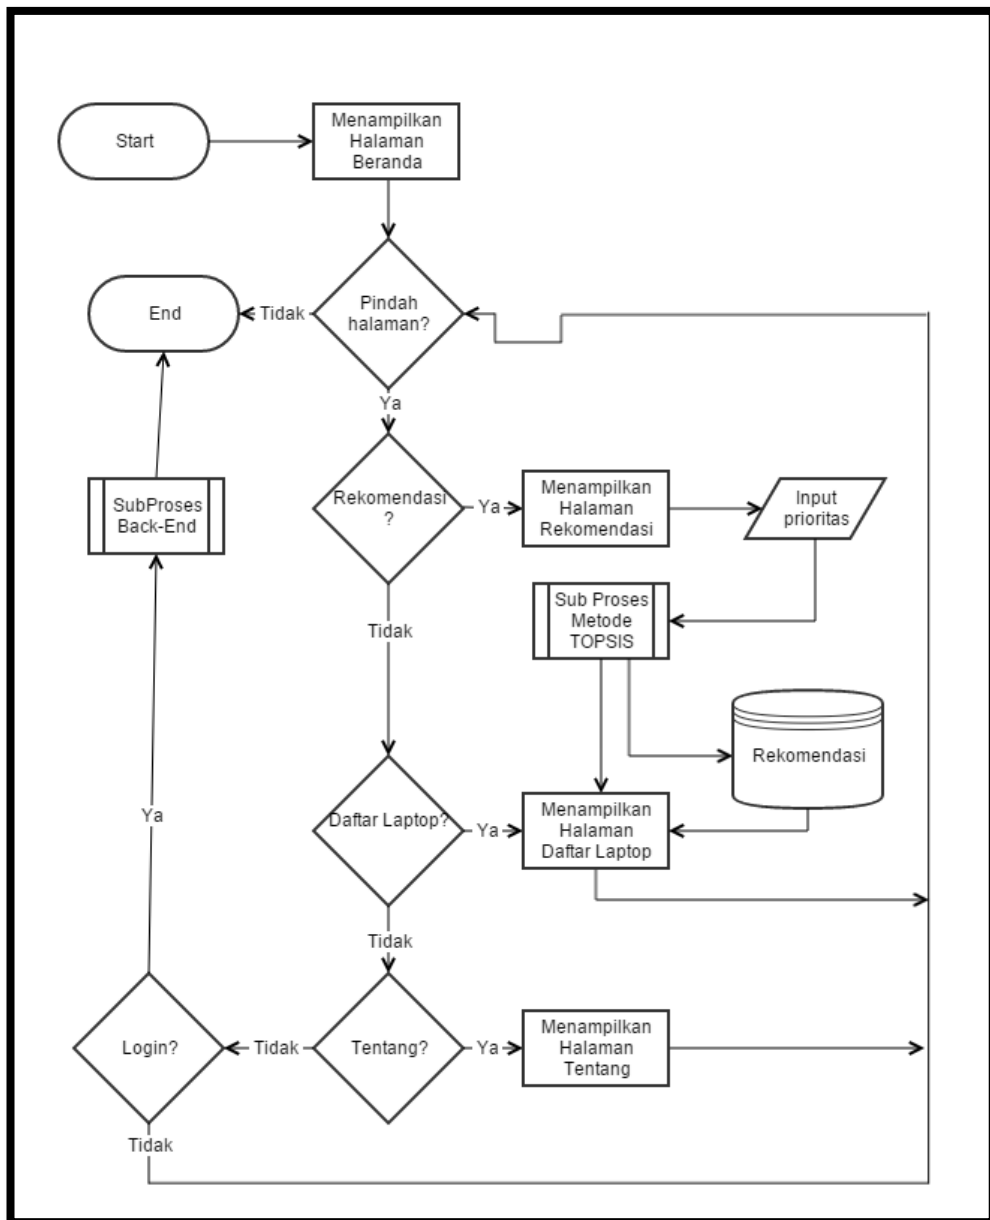 Start
Menampilkan
Halaman
Beranda
End
Tidak
Pindah
halaman?
Ya
SubProses
Back-End
Rekomendasi
?
Ya
Menampilkan
Halaman
Rekomendasi
Input
prioritas
Tidak
Sub Proses
Metode
TOPSIS
Rekomendasi
Ya
Daftar Laptop?
Ya
Menampilkan
Halaman
Daftar Laptop
Tidak
Login?
Tidak
Tentang?
Ya
Menampilkan
Halaman
Tentang
Tidak